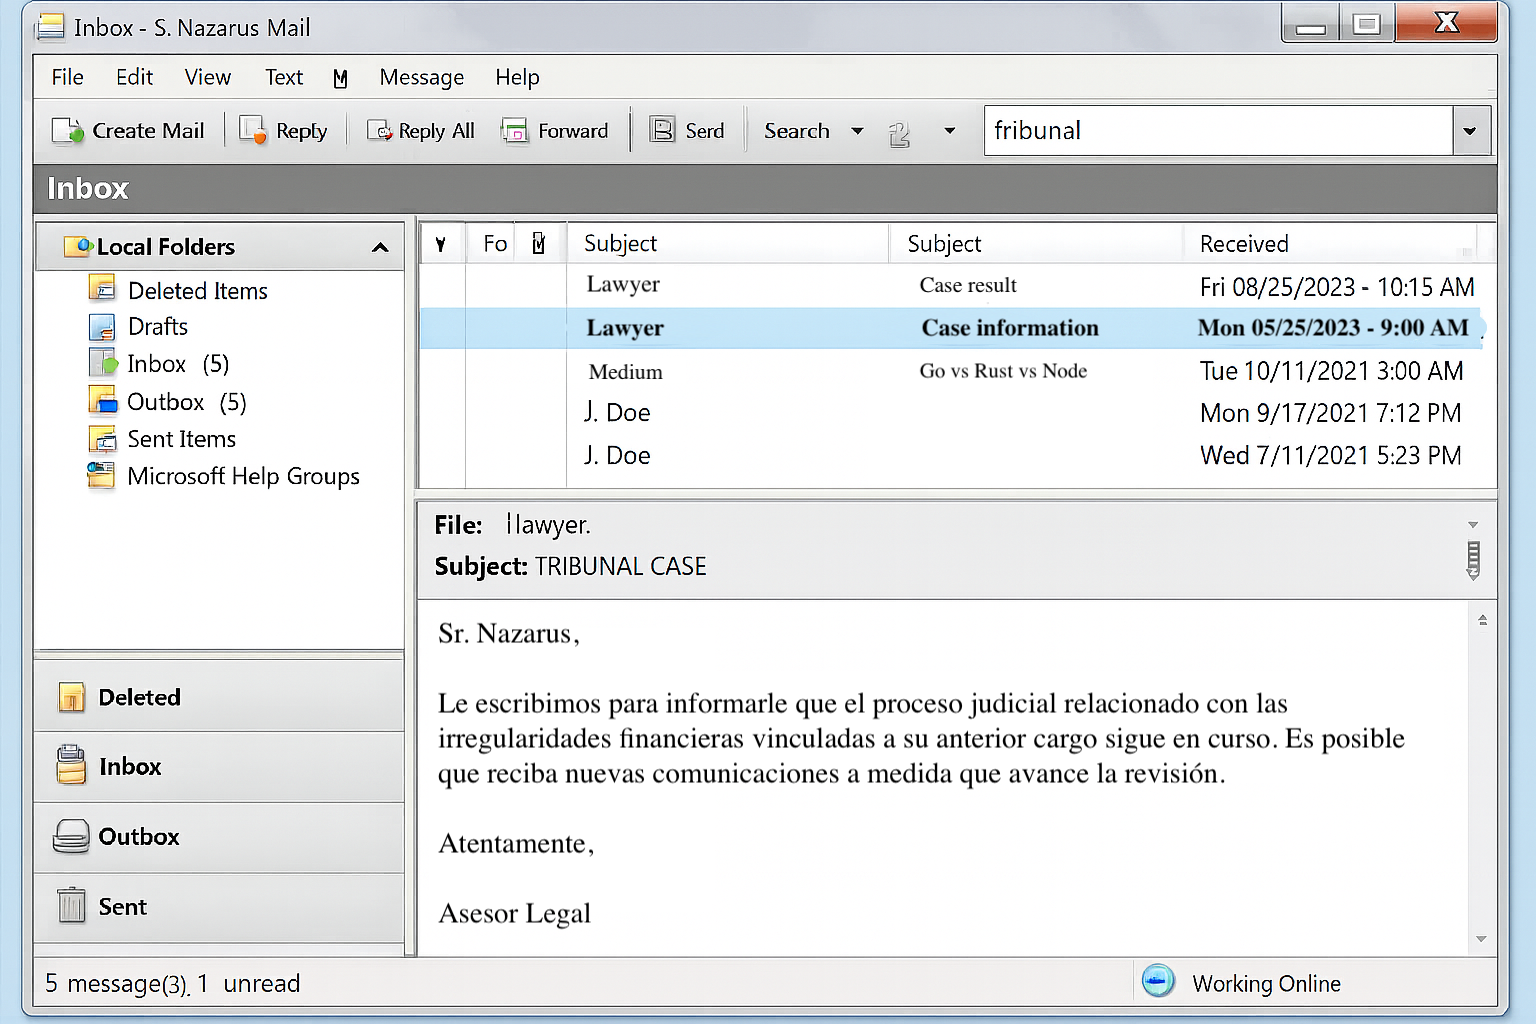 Inbox - S. Nazarus Mail
File Edit View Text M Message Help
Create Mail Reply Reply All Forward Serd Search fribunal
Inbox
Local Folders
Deleted Items
Drafts
Inbox (5)
Outbox (5)
Sent Items
Microsoft Help Groups
Deleted
Inbox
Outbox
Sent
Fo Subject Subject Received
Lawyer Case result Fri 08/25/2023 - 10:15 AM
Lawyer Case information Mon 05/25/2023 - 9:00 AM
Medium Go vs Rust vs Node Tue 10/11/2021 3:00 AM
J. Doe Mon 9/17/2021 7:12 PM
J. Doe Wed 7/11/2021 5:23 PM
File: llawyer.
Subject: TRIBUNAL CASE
Sr. Nazarus,
Le escribimos para informarle que el proceso judicial relacionado con las
irregularidades financieras vinculadas a su anterior cargo sigue en curso. Es posible
que reciba nuevas comunicaciones a medida que avance la revisión.
Atentamente,
Asesor Legal
5 message(3). 1 unread
Working Online